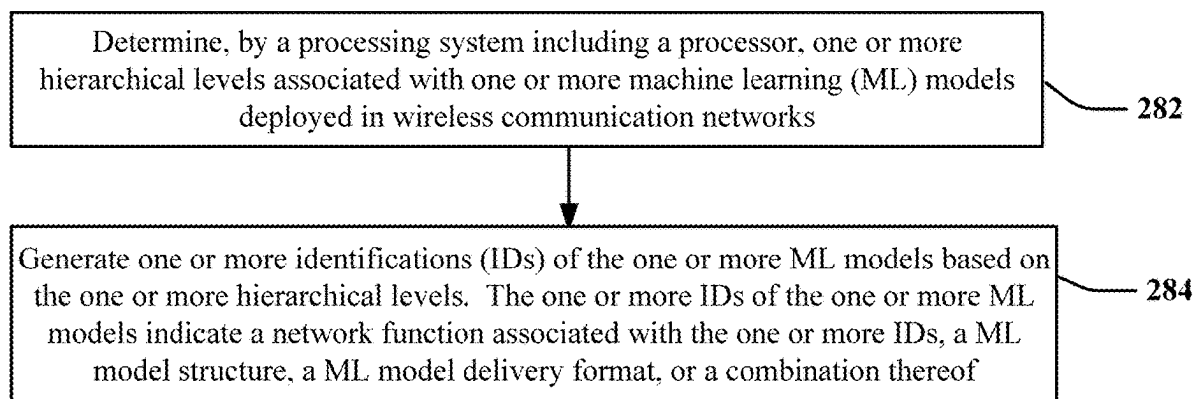 Determine, by a processing system including a processor, one or more
hierarchical levels associated with one or more machine learning (ML) models
deployed in wireless communication networks
282
Generate one or more identifications (IDs) of the one or more ML models based on
the one or more hierarchical levels. The one or more IDs of the one or more ML
models indicate a network function associated with the one or more IDs, a ML
model structure, a ML model delivery format, or a combination thereof
284